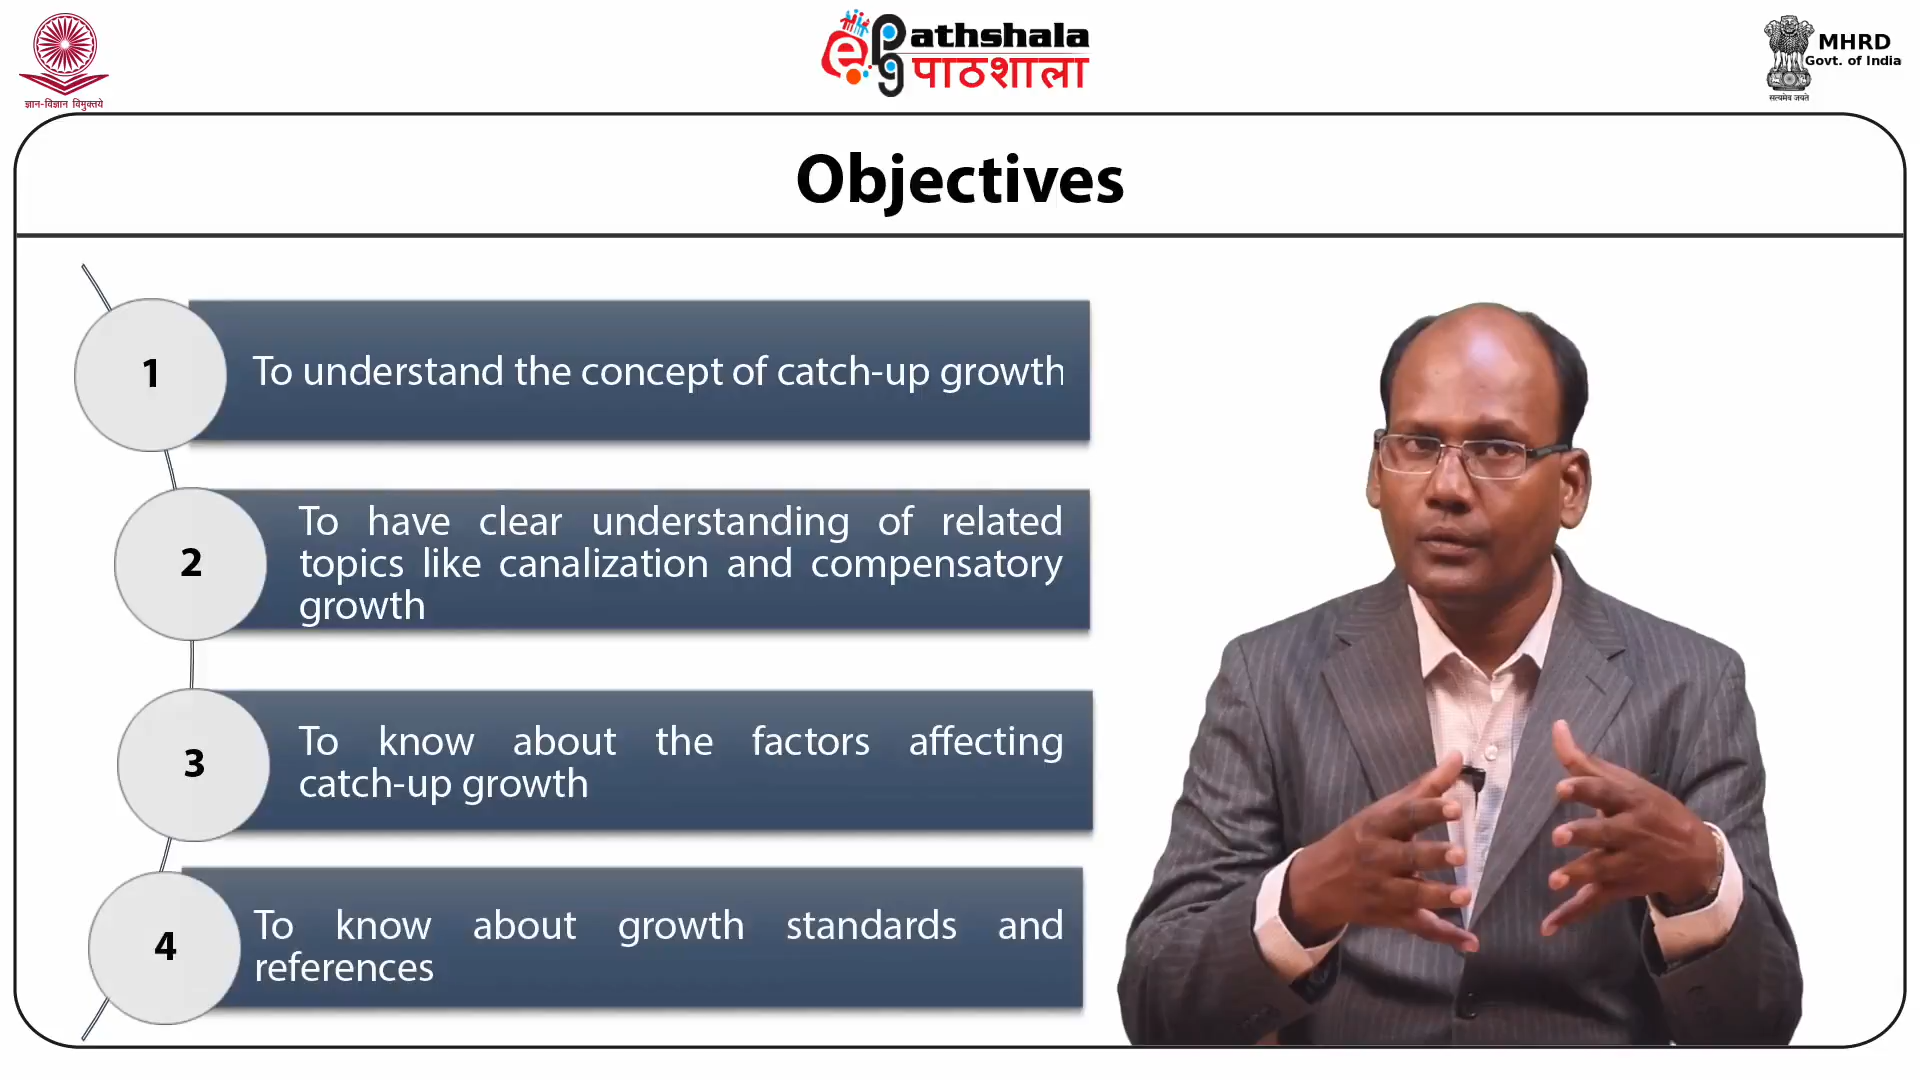 ज्ञान-विज्ञान विमुक्तये
ePathshala
पाठशाला
MHRD
Govt. of India
सत्यमेव जयते
Objectives
1
To understand the concept of catch-up growth
2
To have clear understanding of related
topics like canalization and compensatory
growth
3
To know about the factors affecting
catch-up growth
4
To know about growth standards and
references